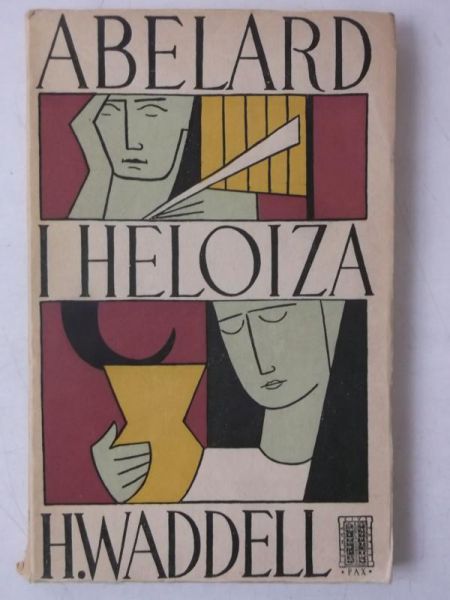 ABELARD
I HELOIZA
H.WADDELL
• PAX •